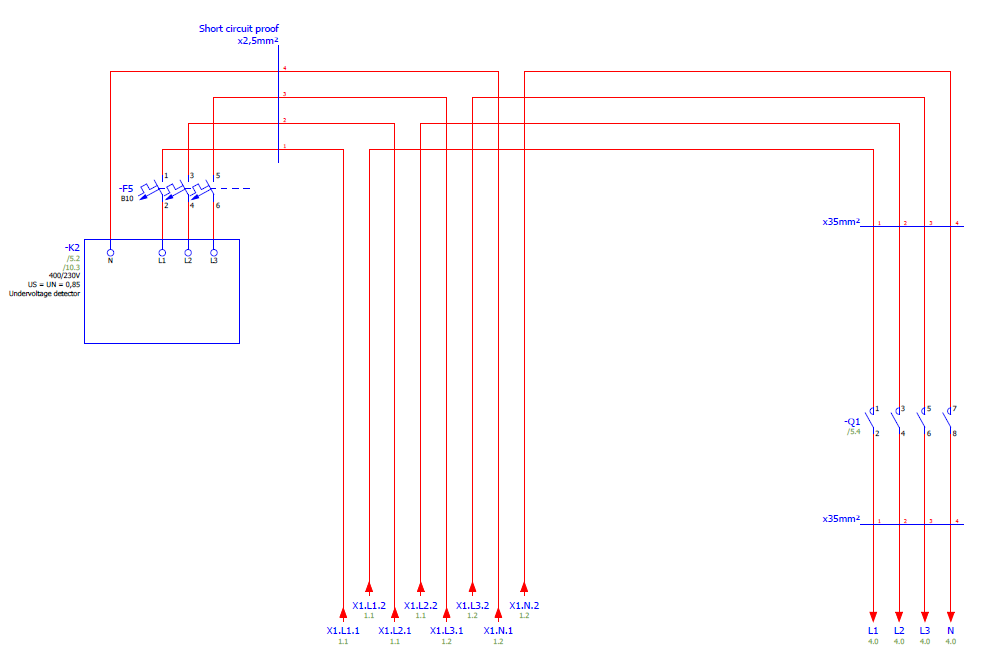 Short circuit proof
x2,5mm²
4
3
2
1
-F5
B10
1 3 5
2 4 6
-K2
/5.2
/10.3
400/230V
US = UN = 0,85
Undervoltage detector
N L1 L2 L3
x35mm²
1 2 3 4
-Q1
/5.4
1 3 5 7
2 4 6 8
x35mm²
1 2 3 4
X1.L1.2 X1.L2.2 X1.L3.2 X1.N.2
1.1 1.1 1.2 1.2
X1.L1.1 X1.L2.1 X1.L3.1 X1.N.1
1.1 1.1 1.2 1.2
L1 L2 L3 N
4.0 4.0 4.0 4.0